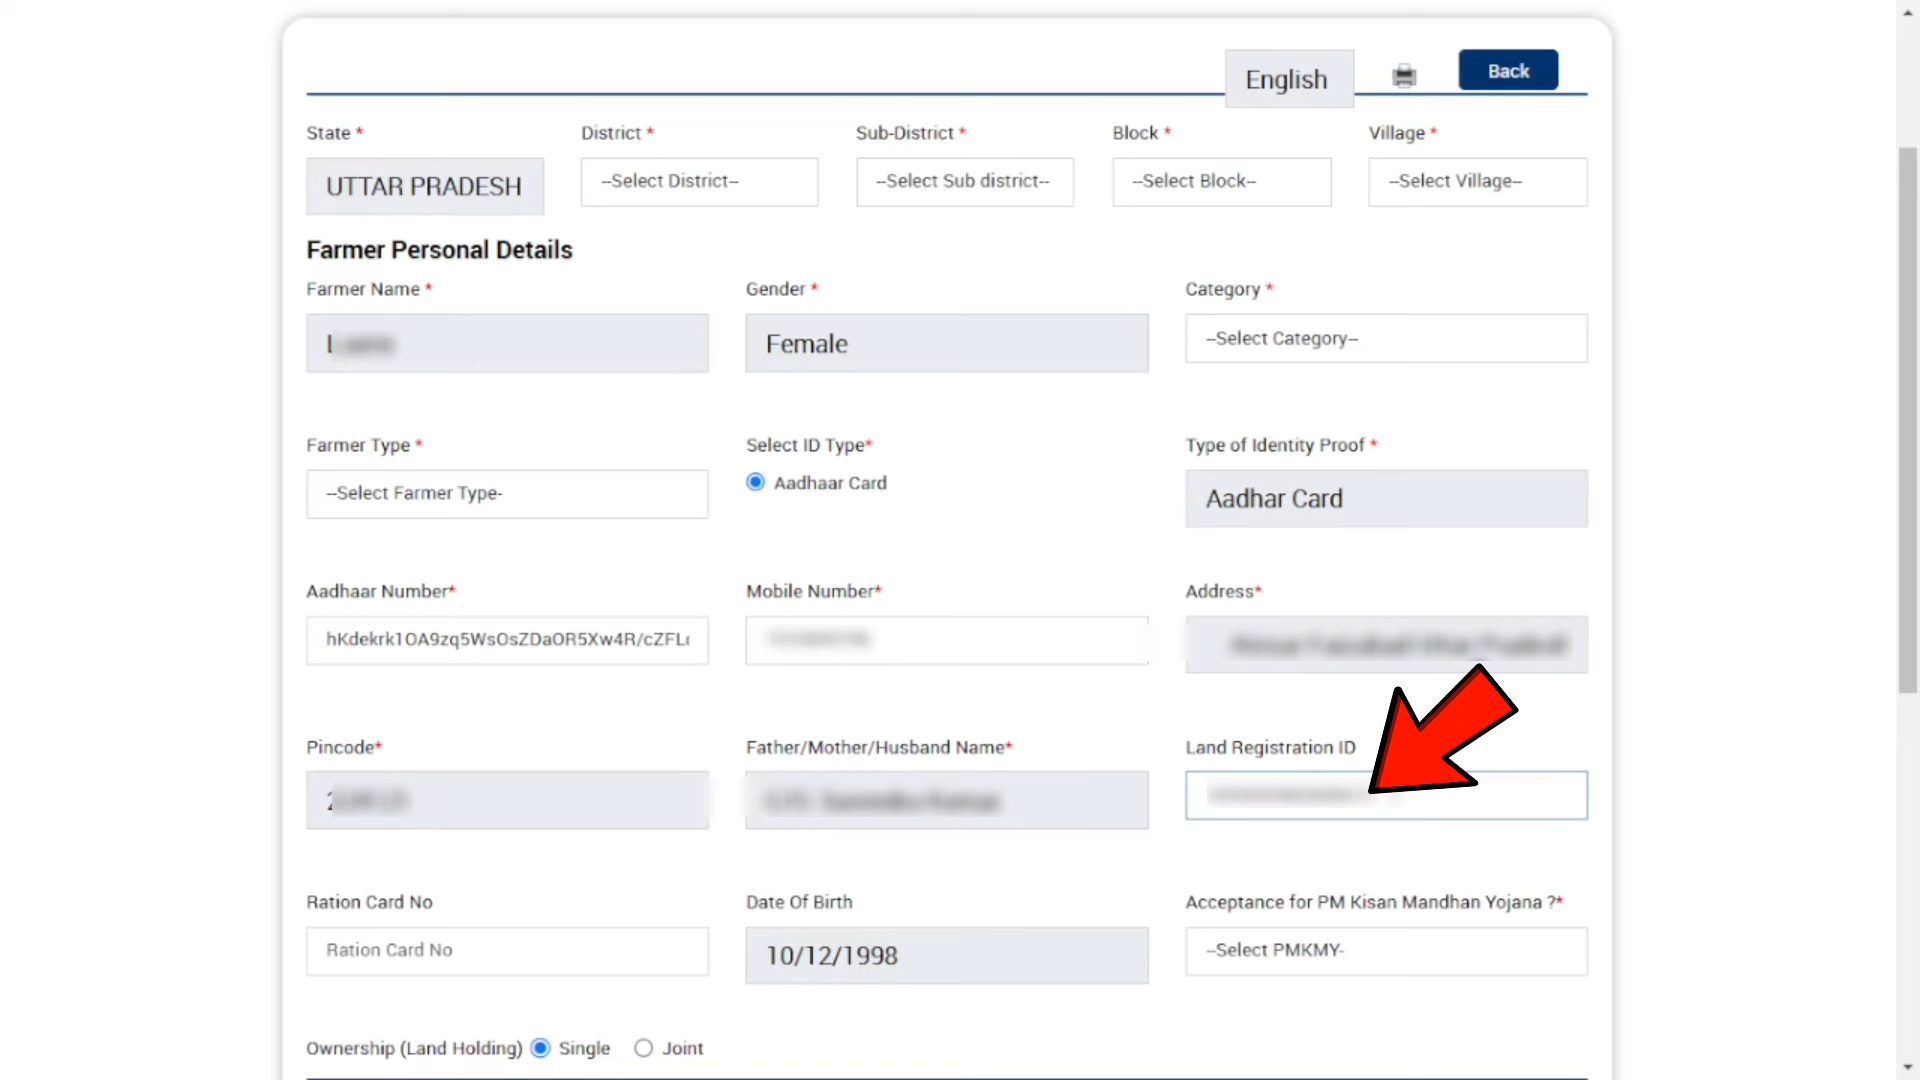 English
Back
State *
District *
Sub-District *
Block *
Village *
UTTAR PRADESH
--Select District--
--Select Sub district--
--Select Block--
--Select Village--
Farmer Personal Details
Farmer Name *
Gender *
Category *
Female
--Select Category--
Farmer Type *
Select ID Type*
Type of Identity Proof *
--Select Farmer Type-
Aadhaar Card
Aadhar Card
Aadhaar Number*
Mobile Number*
Address*
hKdekrk1OA9zq5WsOsZDaOR5Xw4R/cZFL
Pincode*
Father/Mother/Husband Name*
Land Registration ID
Ration Card No
Date Of Birth
Acceptance for PM Kisan Mandhan Yojana ?*
Ration Card No
10/12/1998
--Select PMKMY-
Ownership (Land Holding) Single Joint